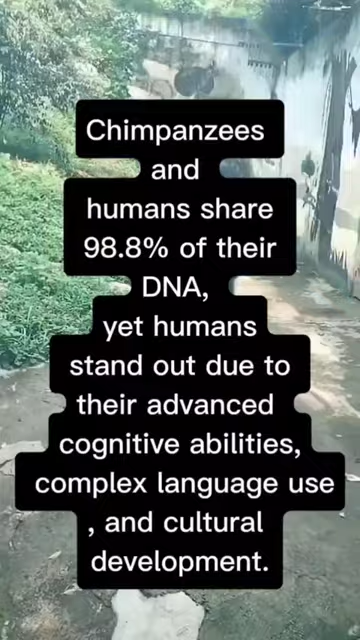 Chimpanzees
and
humans share
98.8% of their
DNA,
yet humans
stand out due to
their advanced
cognitive abilities,
complex language use
, and cultural
development.